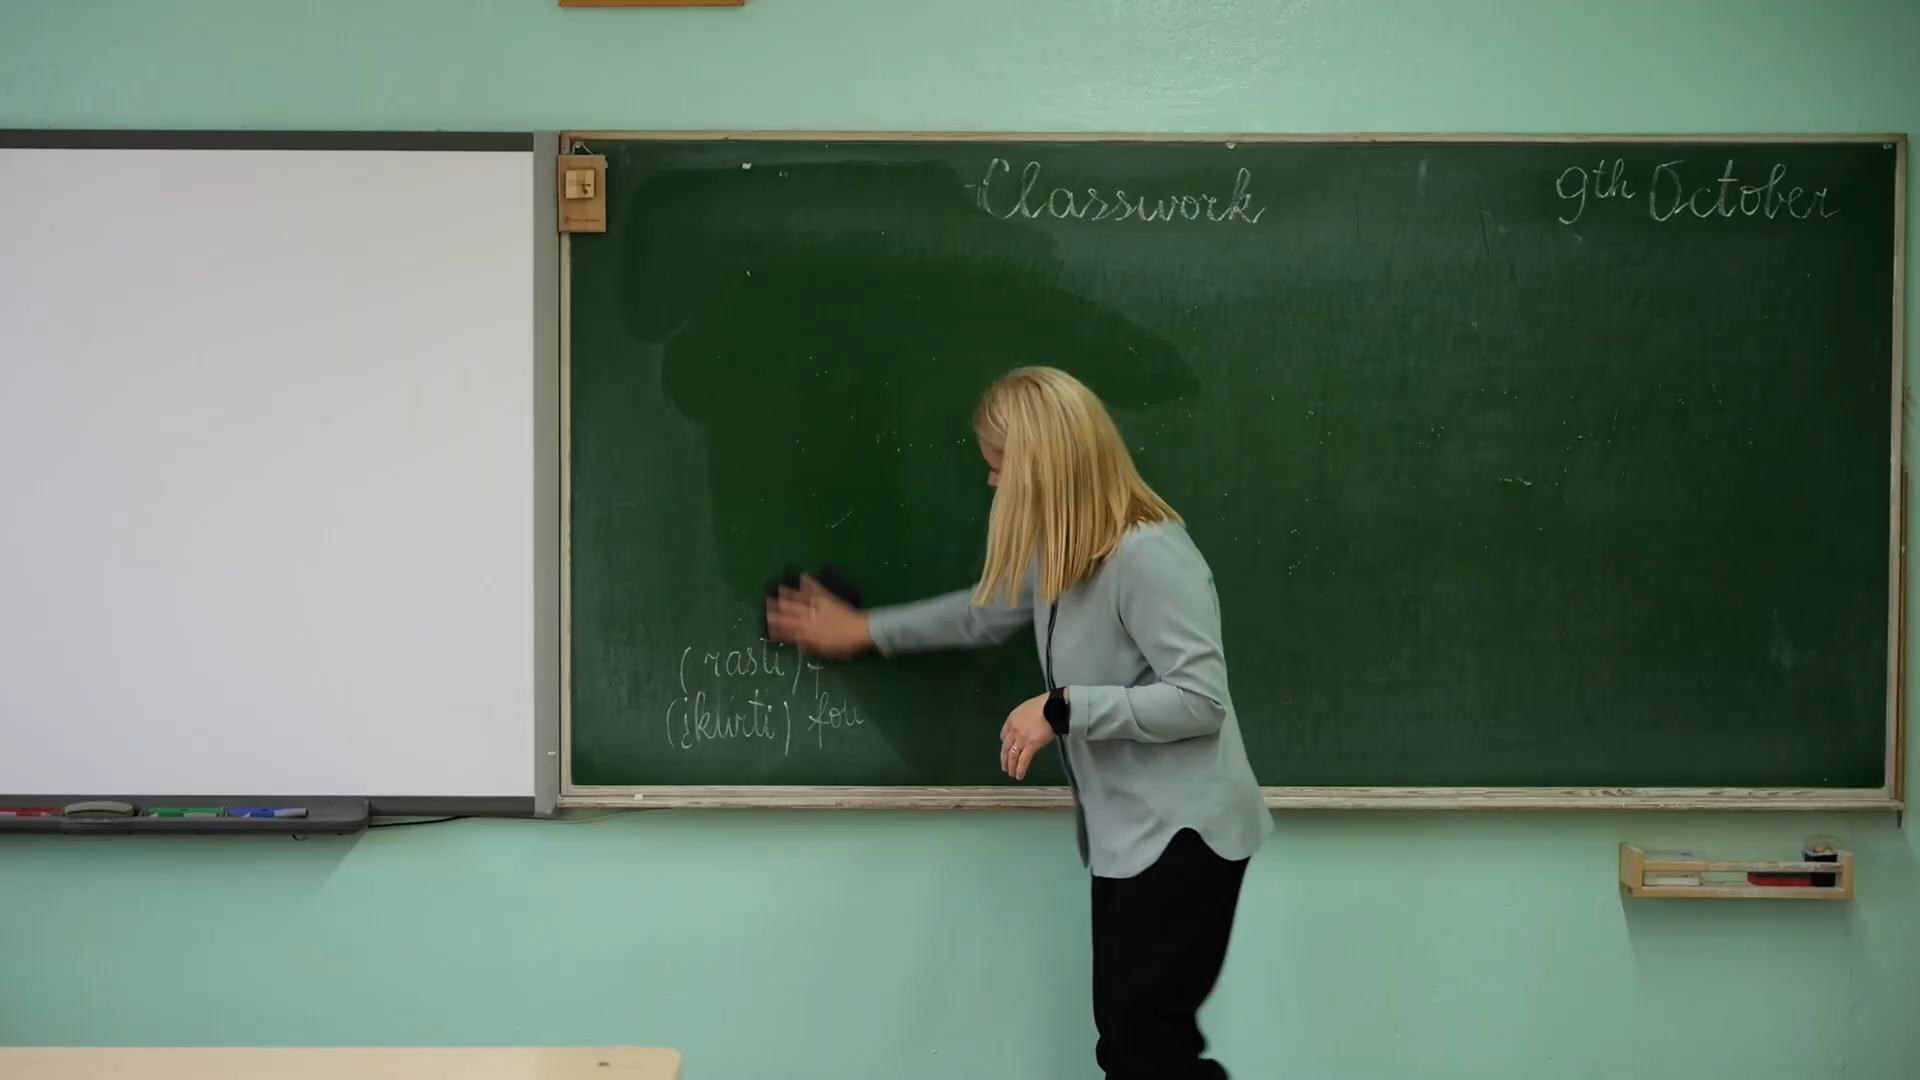 Classwork
9th October
(rasti) f
(įkurti) fou